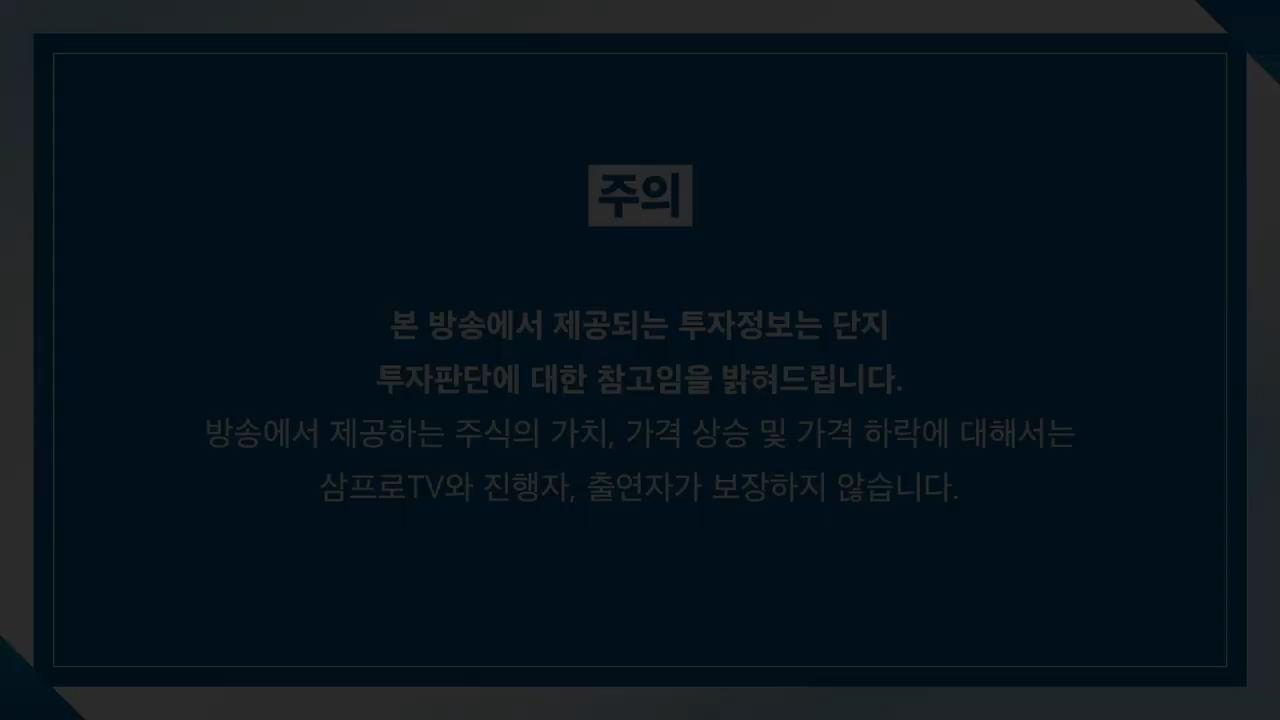 주의
본 방송에서 제공되는 투자정보는 단지
투자판단에 대한 참고임을 밝혀드립니다.
방송에서 제공하는 주식의 가치, 가격 상승 및 가격 하락에 대해서는
삼프로TV와 진행자, 출연자가 보장하지 않습니다.